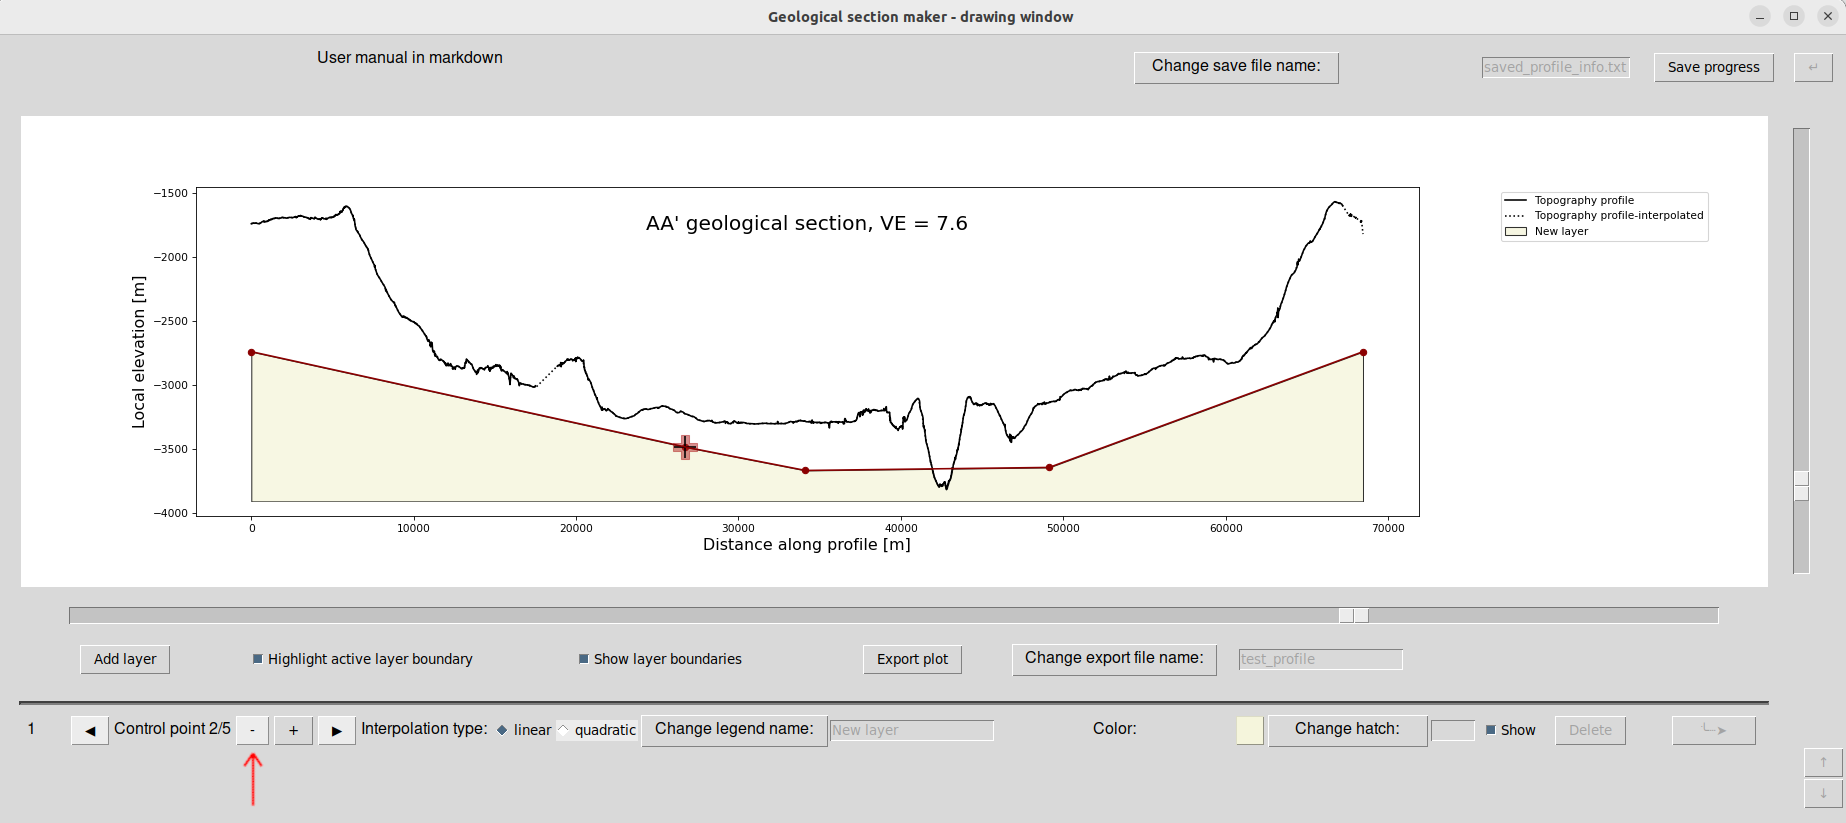 Geological section maker - drawing window
User manual in markdown
Change save file name:
saved_profile_info.txt
Save progress
↵
AA' geological section, VE = 7.6
Local elevation [m]
−1500
−2000
−2500
−3000
−3500
−4000
0
10000
20000
30000
40000
50000
60000
70000
Distance along profile [m]
Topography profile
Topography profile-interpolated
New layer
Add layer
Highlight active layer boundary
Show layer boundaries
Export plot
Change export file name:
test_profile
1
◀
Control point 2/5
-
+
▶
Interpolation type:
linear
quadratic
Change legend name:
New layer
Color:
Change hatch:
Show
Delete
↑
↓